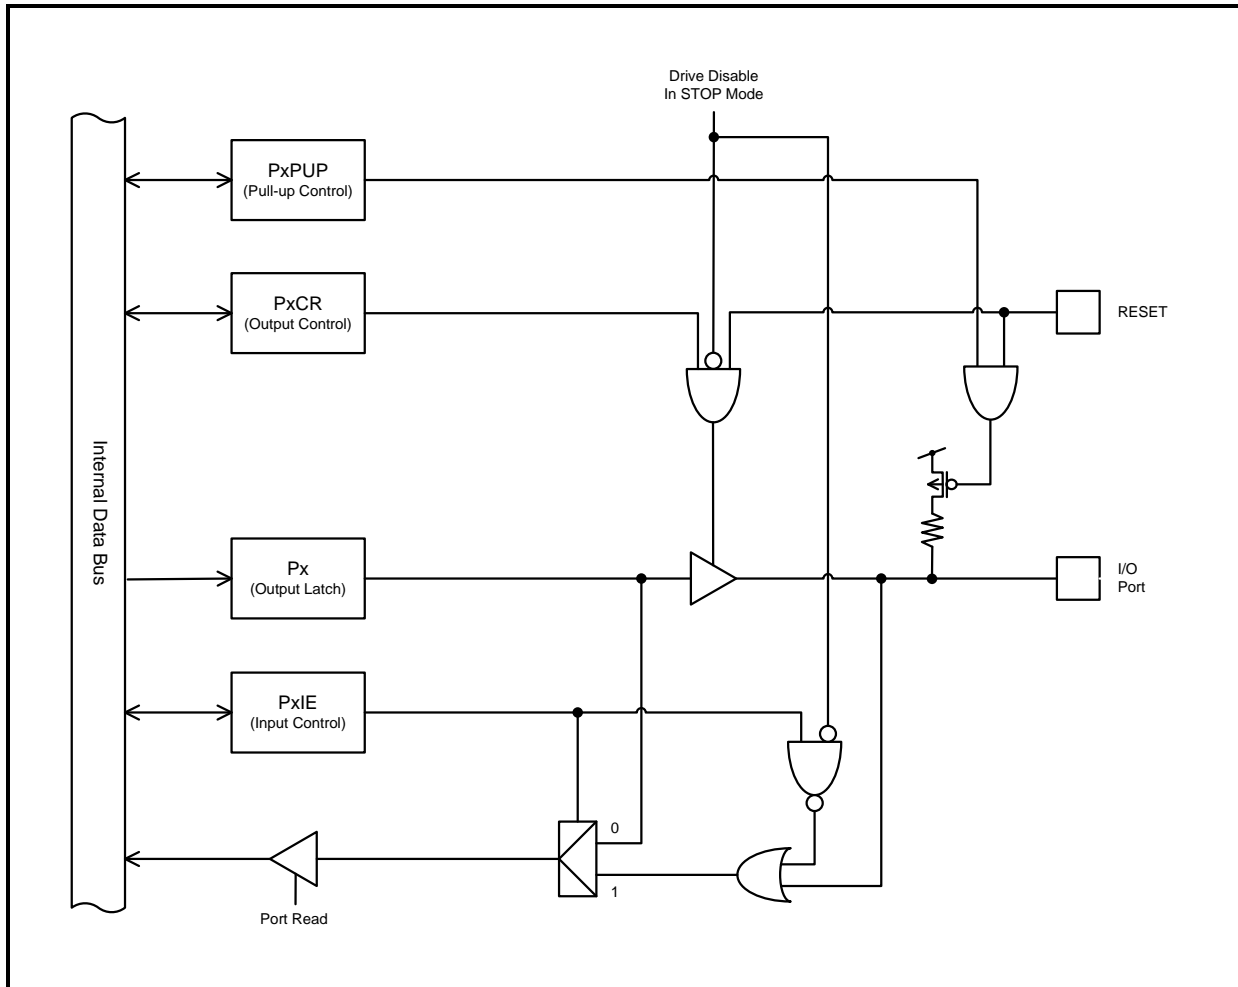 Drive Disable
In STOP Mode
PxPUP
(Pull-up Control)
PxCR
(Output Control)
RESET
Internal Data Bus
Px
(Output Latch)
I/O
Port
PxIE
(Input Control)
0
1
Port Read